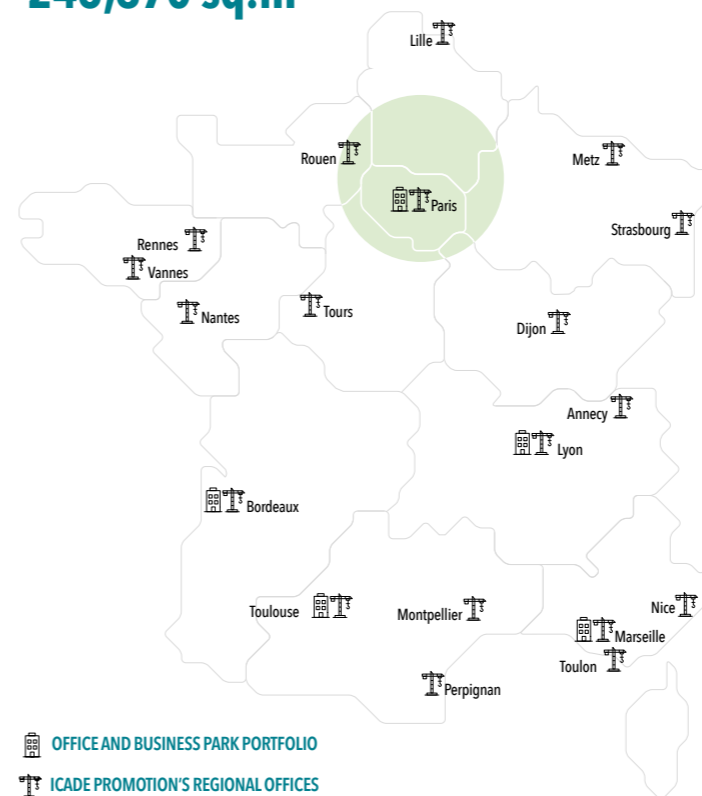 Lille
Rouen
Metz
Paris
Strasbourg
Rennes
Vannes
Nantes
Tours
Dijon
Annecy
Lyon
Bordeaux
Toulouse
Montpellier
Nice
Marseille
Toulon
Perpignan
OFFICE AND BUSINESS PARK PORTFOLIO
ICADE PROMOTION'S REGIONAL OFFICES